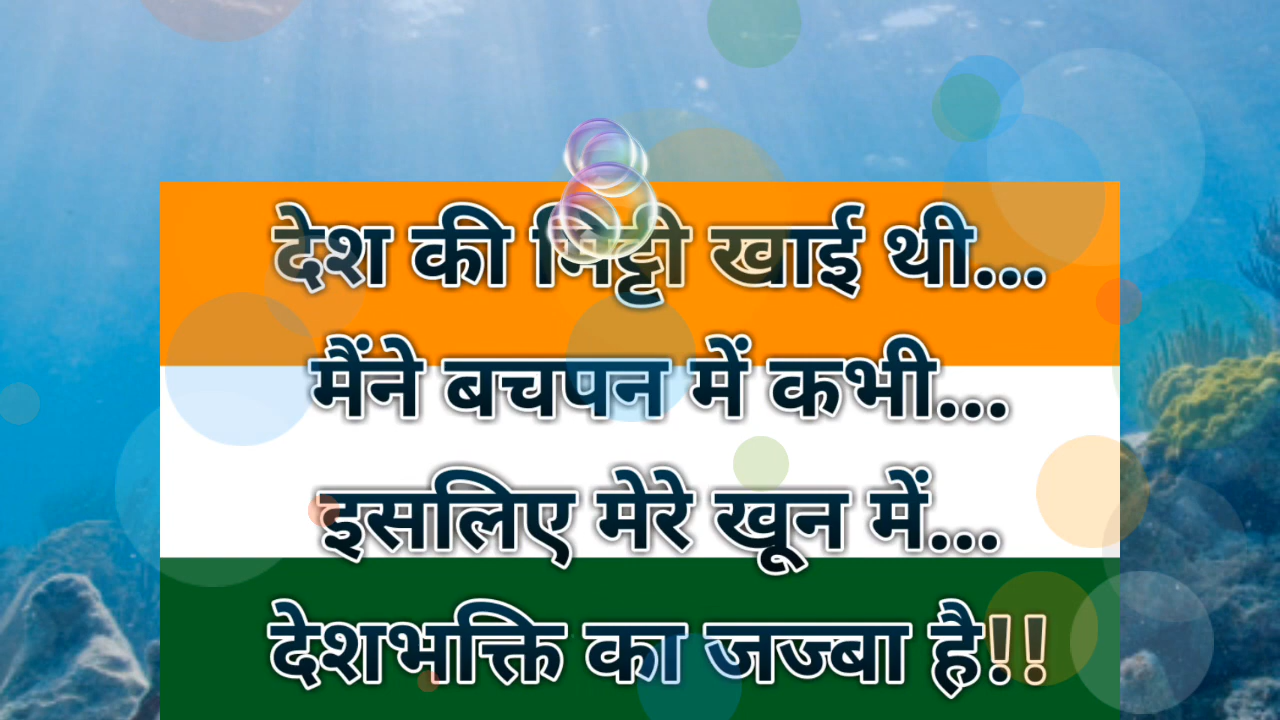 देश की मिट्टी खाई थी...
मैंने बचपन में कभी...
इसलिए मेरे खून में...
देशभक्ति का जज्बा है!!